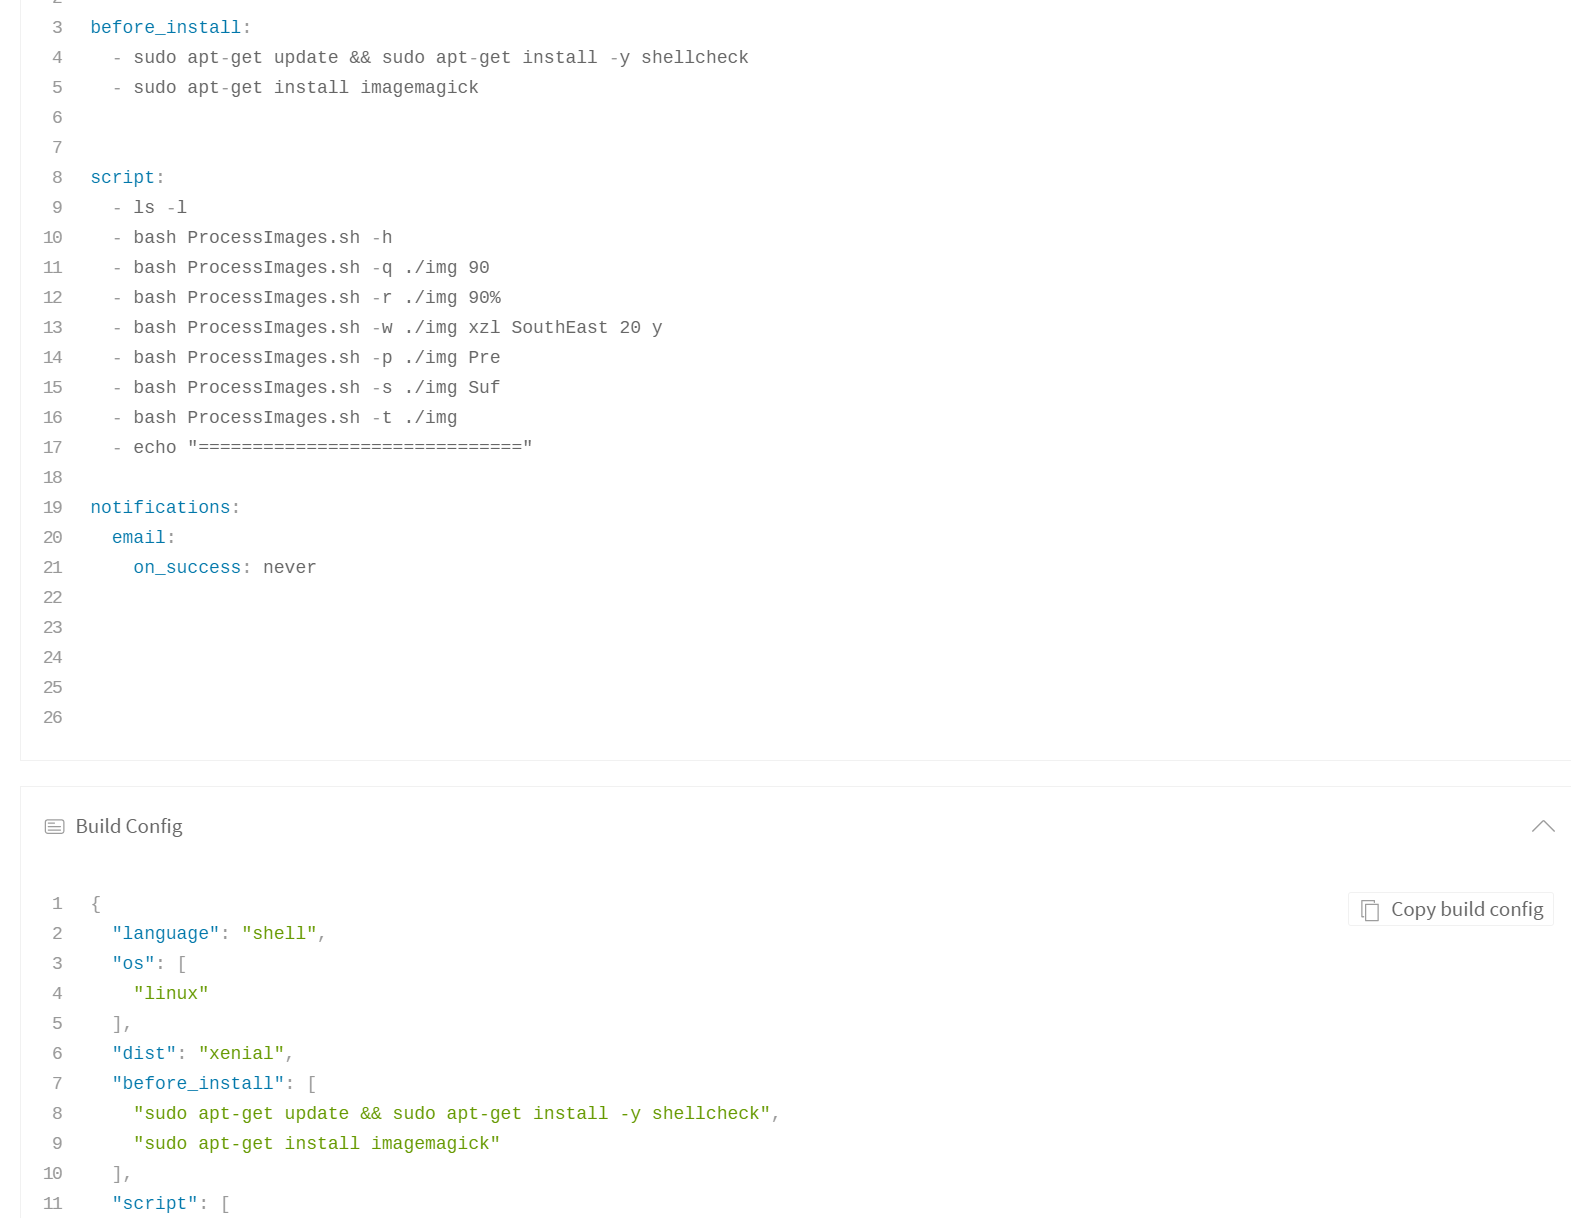 2
3 before_install:
4 - sudo apt-get update && sudo apt-get install -y shellcheck
5 - sudo apt-get install imagemagick
6
7
8 script:
9 - ls -l
10 - bash ProcessImages.sh -h
11 - bash ProcessImages.sh -q ./img 90
12 - bash ProcessImages.sh -r ./img 90%
13 - bash ProcessImages.sh -w ./img xzl SouthEast 20 y
14 - bash ProcessImages.sh -p ./img Pre
15 - bash ProcessImages.sh -s ./img Suf
16 - bash ProcessImages.sh -t ./img
17 - echo "=============================="
18
19 notifications:
20 email:
21 on_success: never
22
23
24
25
26
Build Config
1 {
Copy build config
2 "language": "shell",
3 "os": [
4 "linux"
5 ],
6 "dist": "xenial",
7 "before_install": [
8 "sudo apt-get update && sudo apt-get install -y shellcheck",
9 "sudo apt-get install imagemagick"
10 ],
11 "script": [